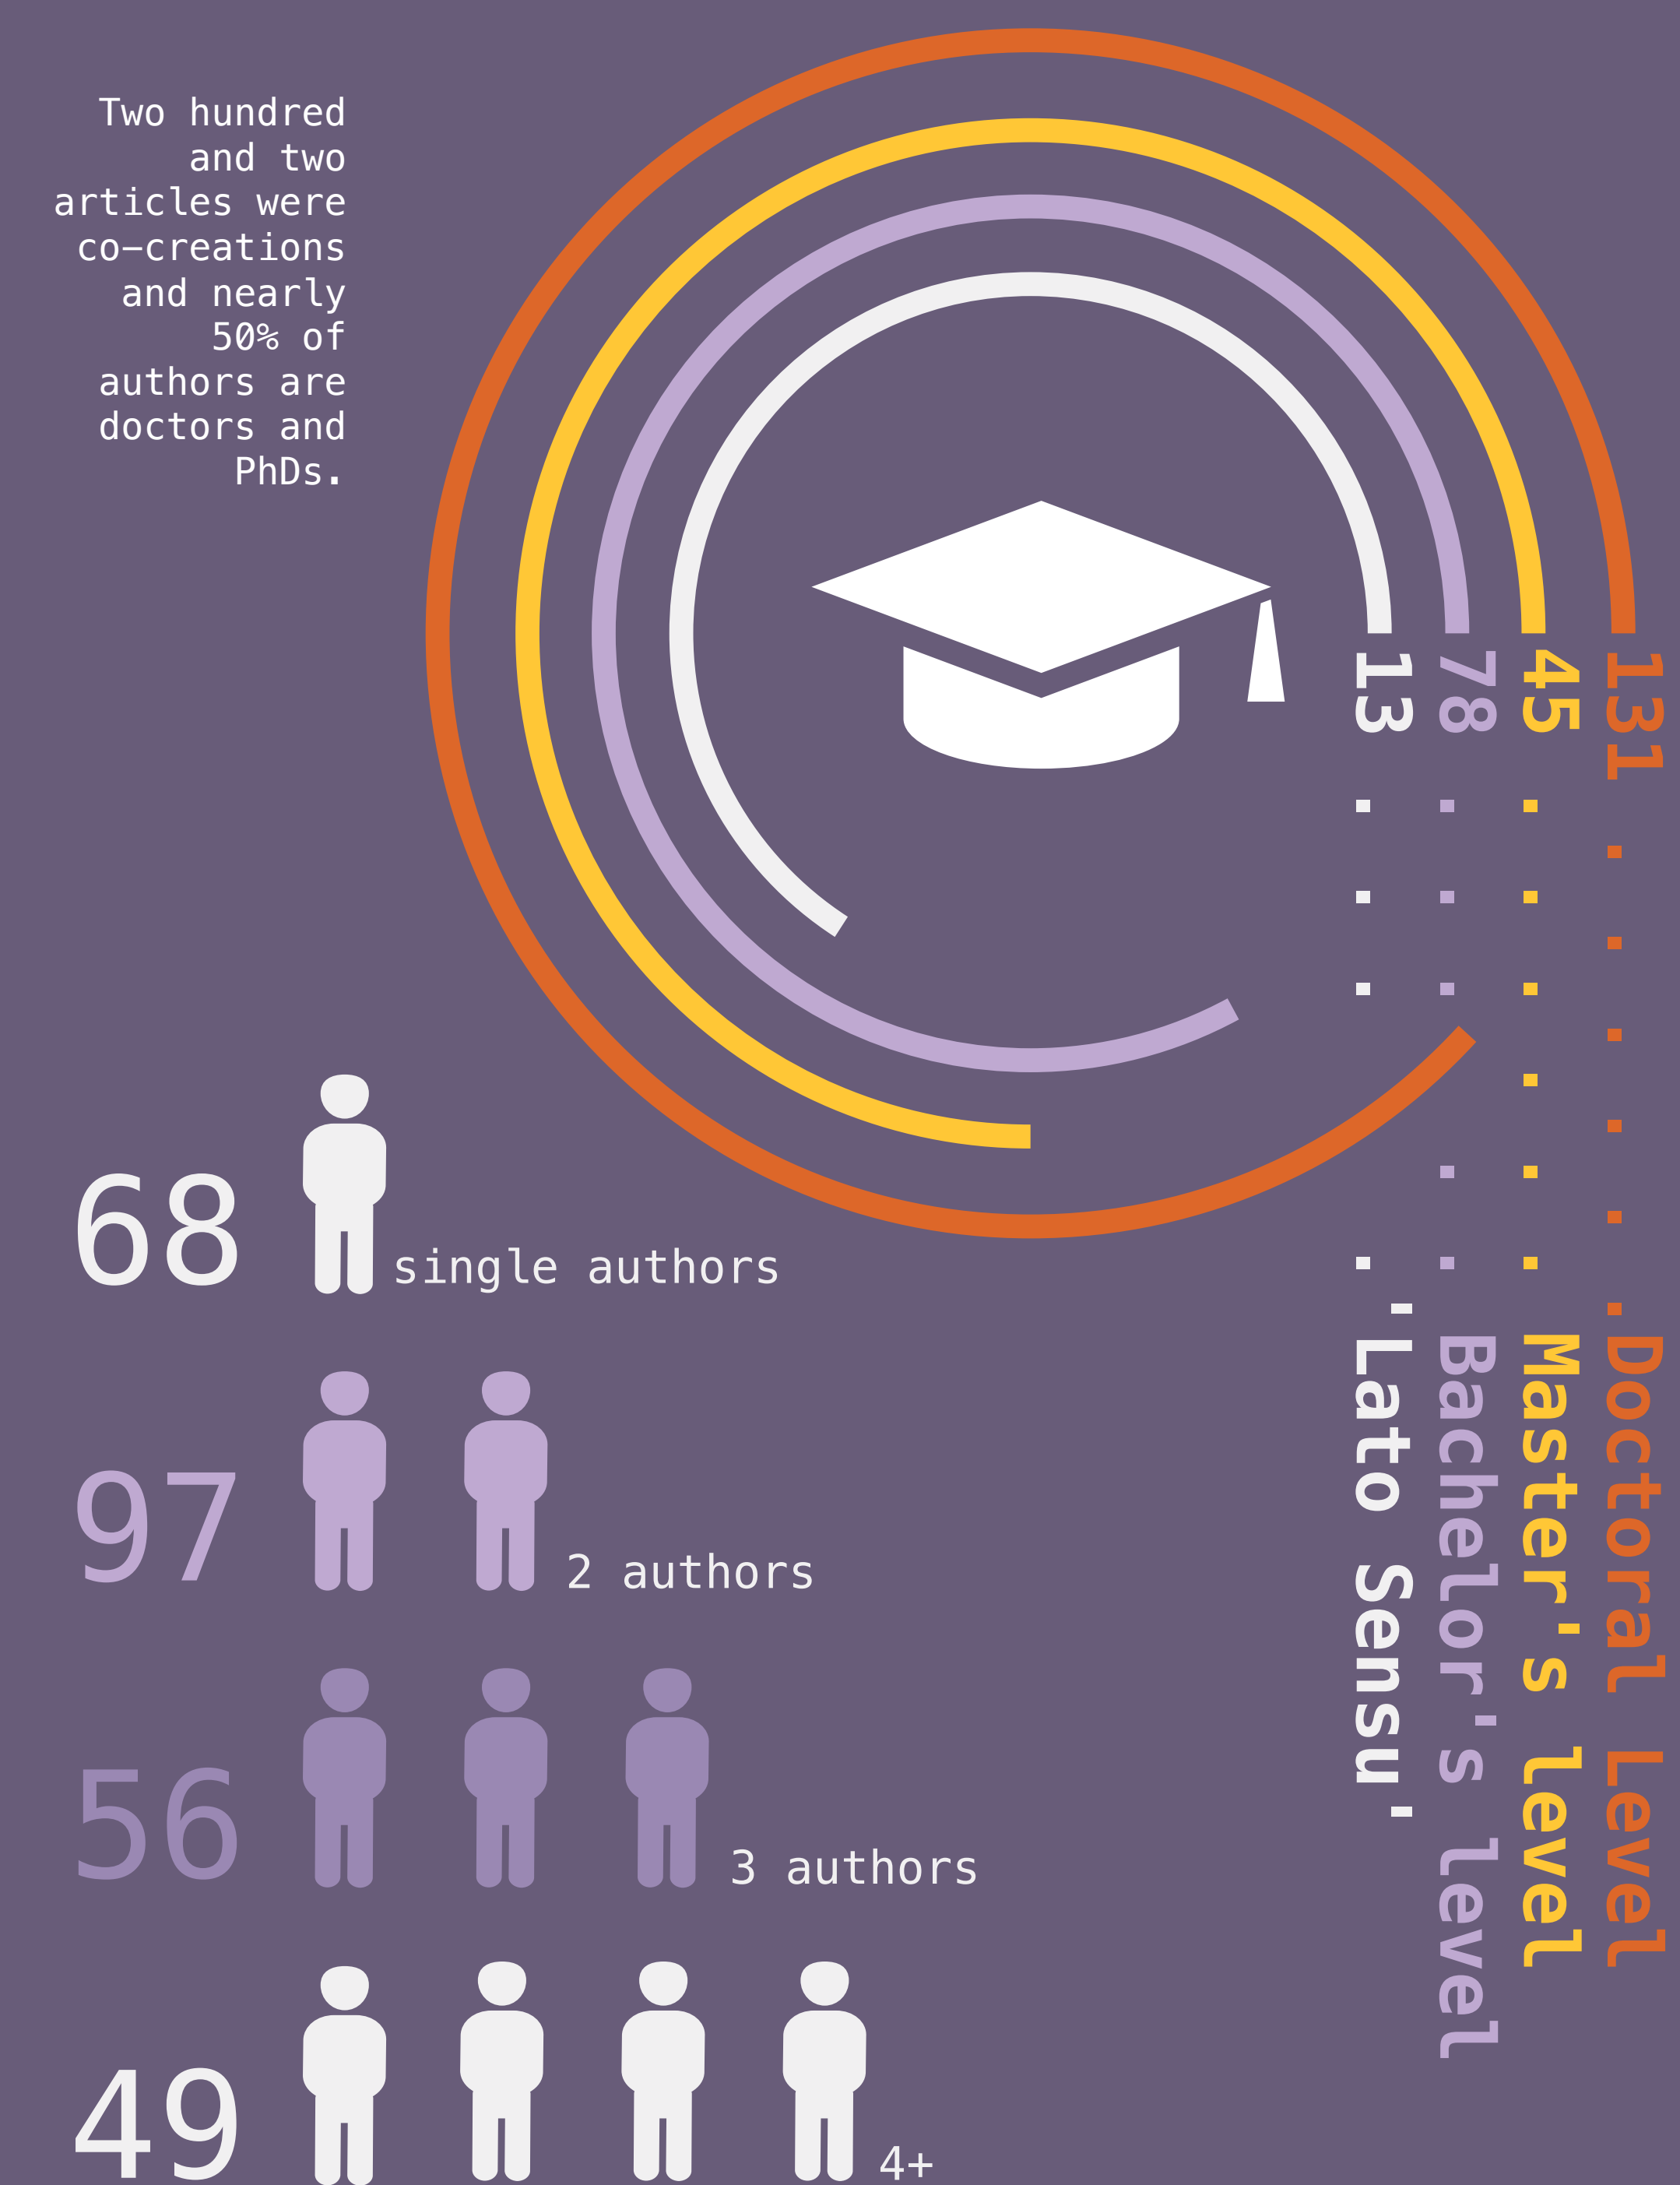 Two hundred
and two
articles were
co-creations
and nearly
50% of
authors are
doctors and
PhDs.
131.......Doctoral Level
45......Master's level
78.....Bachelor's level
13....'Lato Sensu'
68 single authors
97 2 authors
56 3 authors
49 4+